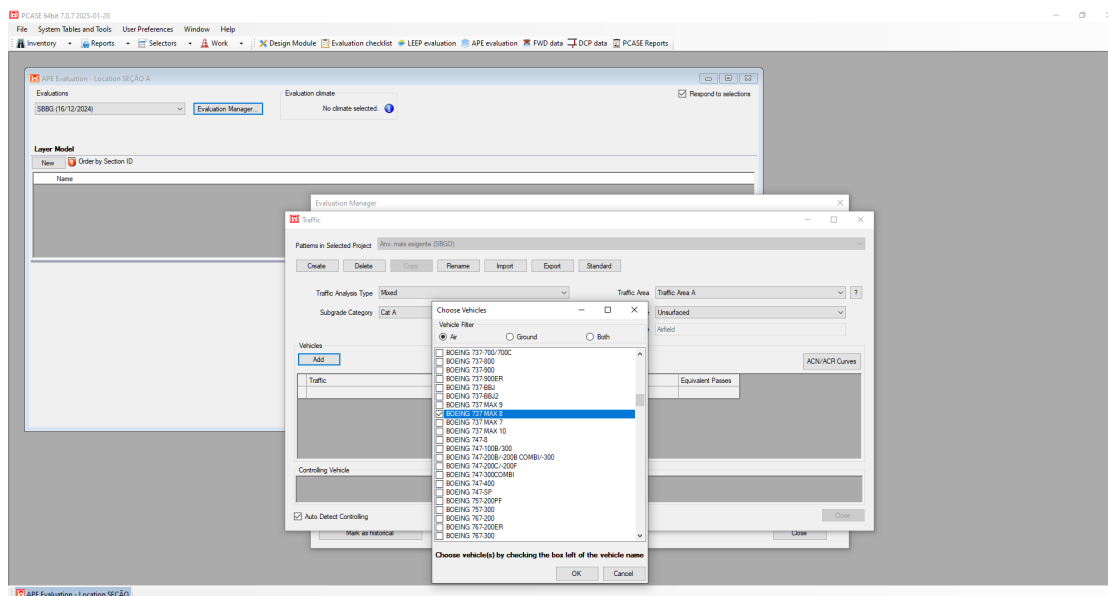 PCASE 64bit 7.0.7 2025-01-20
File System Tables and Tools User Preferences Window Help
Inventory Reports Selectors Work Design Module Evaluation checklist LEEP evaluation APE evaluation FWD data DCP data PCASE Reports
APE Evaluation - Location SEÇÃO A
Evaluations
SBBG (16/12/2024)
Evaluation Manager...
Evaluation climate
No climate selected.
Respond to selections
Layer Model
New
Order by Section ID
Name
Evaluation Manager
Traffic
Patterns in Selected Project Anv. mais exigente (SBGO)
Create Delete Copy Rename Import Export Standard
Traffic Analysis Type Mixed
Traffic Area Traffic Area A ?
Subgrade Category Cat A
Unsurfaced
Airfield
Vehicles
Add
ACN/ACR Curves
Traffic
Equivalent Passes
Controlling Vehicle
Auto Detect Controlling
Close
Mark as historical
Close
Choose Vehicles
Vehicle Filter
Air Ground Both
BOEING 737-700/700C
BOEING 737-800
BOEING 737-900
BOEING 737-900ER
BOEING 737-BBJ
BOEING 737-BBJ2
BOEING 737 MAX 9
BOEING 737 MAX 8
BOEING 737 MAX 7
BOEING 737 MAX 10
BOEING 747-8
BOEING 747-100B/300
BOEING 747-200B/-200B COMBI/-300
BOEING 747-200C/-200F
BOEING 747-300COMBI
BOEING 747-400
BOEING 747-SP
BOEING 757-200PF
BOEING 757-300
BOEING 767-200
BOEING 767-200ER
BOEING 767-300
Choose vehicle(s) by checking the box left of the vehicle name
OK Cancel
APE Evaluation - Location SEÇÃO